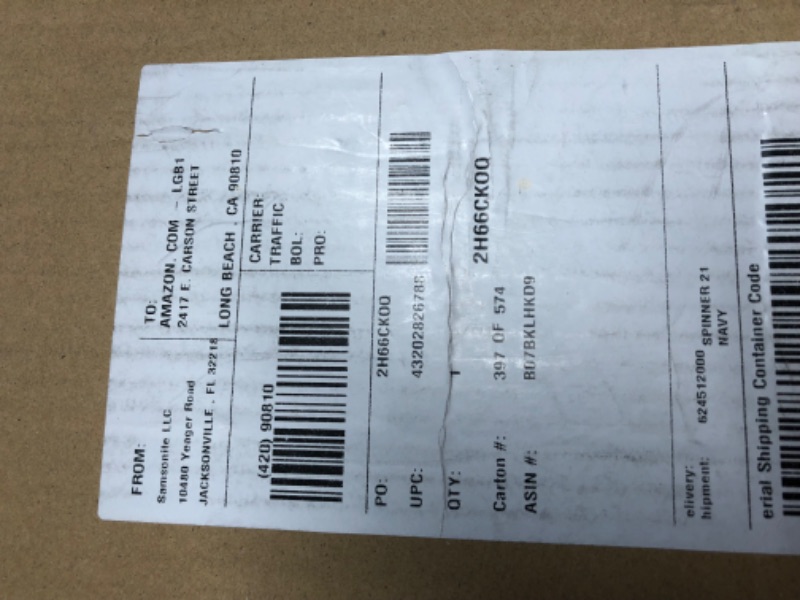 FROM:
Samsonite LLC
10480 Yeager Road
JACKSONVILLE , FL 32218
TO:
AMAZON. COM - LGB1
2417 E. CARSON STREET
LONG BEACH , CA 90810
(420) 90810
CARRIER:
TRAFFIC
BOL:
PRO:
PO: 2H66CK0O
UPC: 43202826788
QTY: 1
2H66CK0O
Carton #: 397 OF 574
ASIN #: B07BKLHKD9
elivery:
hipment: 624512000 SPINNER 21
NAVY
erial Shipping Container Code